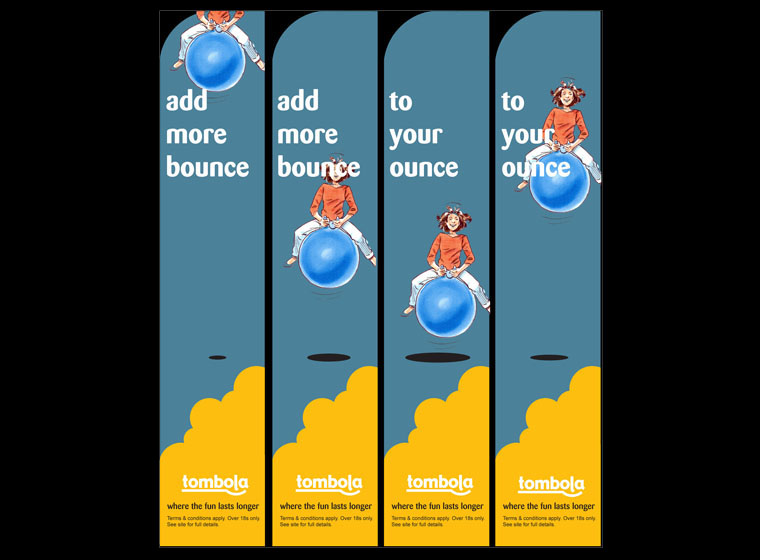 add
more
bounce
tombola
where the fun lasts longer
Terms & conditions apply. Over 18s only.
See site for full details.
add
more
bounce
tombola
where the fun lasts longer
Terms & conditions apply. Over 18s only.
See site for full details.
to
your
ounce
tombola
where the fun lasts longer
Terms & conditions apply. Over 18s only.
See site for full details.
to
your
ounce
tombola
where the fun lasts longer
Terms & conditions apply. Over 18s only.
See site for full details.